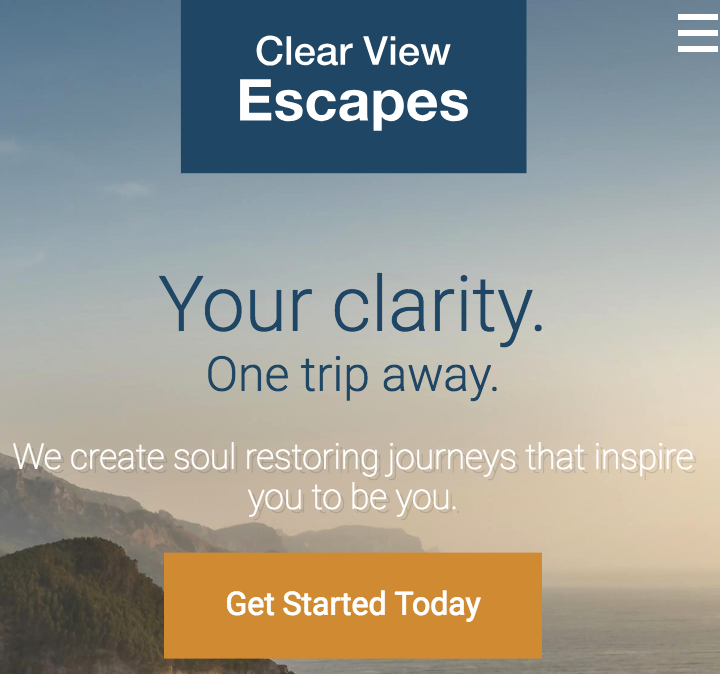 Clear View
Escapes
Your clarity.
One trip away.
We create soul restoring journeys that inspire
you to be you.
Get Started Today